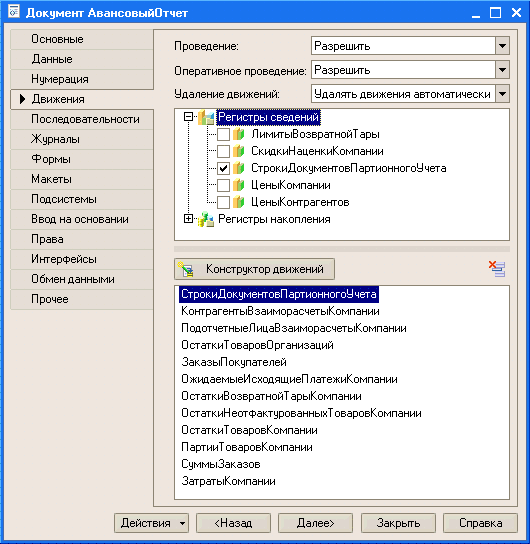 Документ АвансовыйОтчет
Основные
Данные
Нумерация
Движения
Последовательности
Журналы
Формы
Макеты
Подсистемы
Ввод на основании
Права
Интерфейсы
Обмен данными
Прочее
Проведение: Разрешить
Оперативное проведение: Разрешить
Удаление движений: Удалять движения автоматически
Регистры сведений
ЛимитыВозвратнойТары
СкидкиНаценкиКомпании
СтрокиДокументовПартионногоУчета
ЦеныКомпании
ЦеныКонтрагентов
Регистры накопления
Конструктор движений
СтрокиДокументовПартионногоУчета
КонтрагентыВзаиморасчетыКомпании
ПодотчетныеЛицаВзаиморасчетыКомпании
ОстаткиТоваровОрганизаций
ЗаказыПокупателей
ОжидаемыеИсходящиеПлатежиКомпании
ОстаткиВозвратнойТарыКомпании
ОстаткиНеотфактурованныхТоваровКомпании
ОстаткиТоваровКомпании
ПартииТоваровКомпании
СуммыЗаказов
ЗатратыКомпании
Действия
<Назад
Далее>
Закрыть
Справка